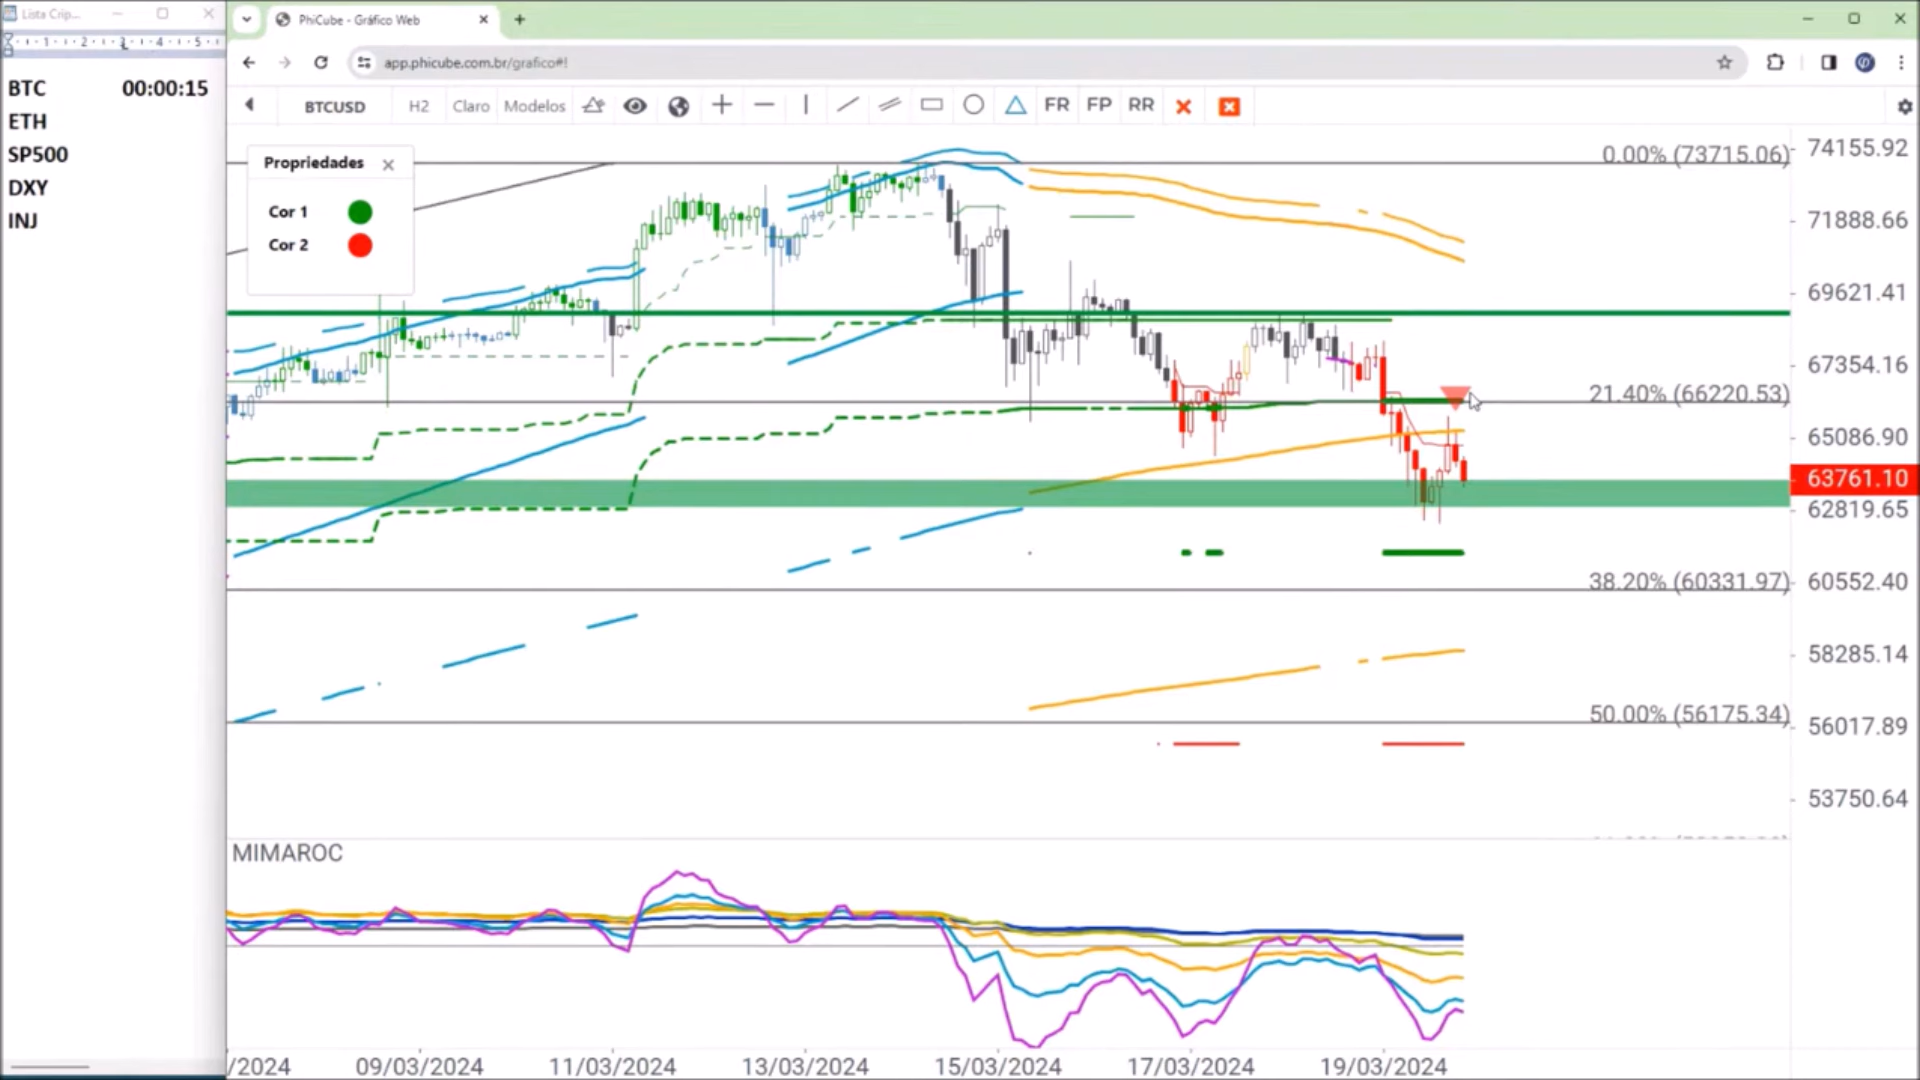 Lista Crip...
PhiCube - Gráfico Web
app.phicube.com.br/grafico#!
BTC 00:00:15
ETH
SP500
DXY
INJ
BTCUSD H2 Claro Modelos FR FP RR
Propriedades
Cor 1
Cor 2
0.00% (73715.06)
21.40% (66220.53)
38.20% (60331.97)
50.00% (56175.34)
74155.92
71888.66
69621.41
67354.16
65086.90
63761.10
62819.65
60552.40
58285.14
56017.89
53750.64
MIMAROC
/2024 09/03/2024 11/03/2024 13/03/2024 15/03/2024 17/03/2024 19/03/2024